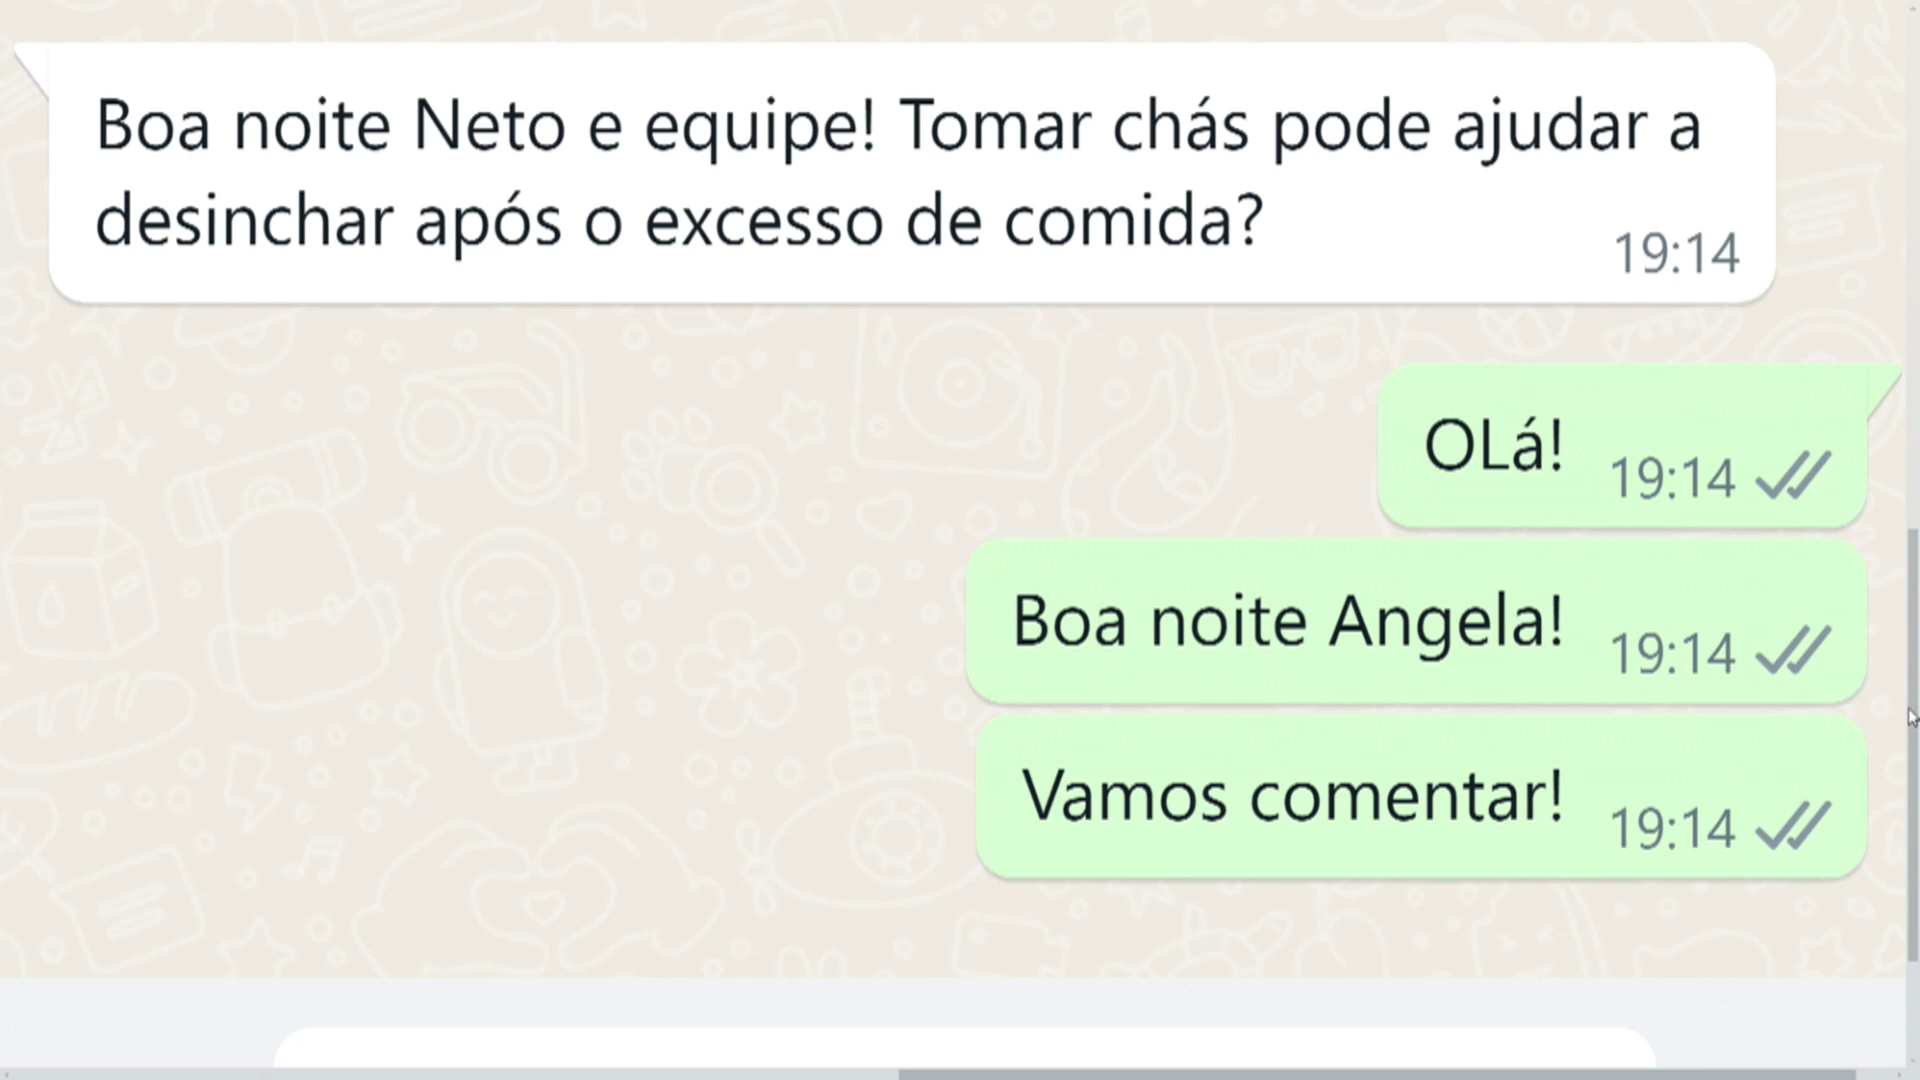 Boa noite Neto e equipe! Tomar chás pode ajudar a
desinchar após o excesso de comida?
19:14
OLá! 19:14
Boa noite Angela! 19:14
Vamos comentar! 19:14